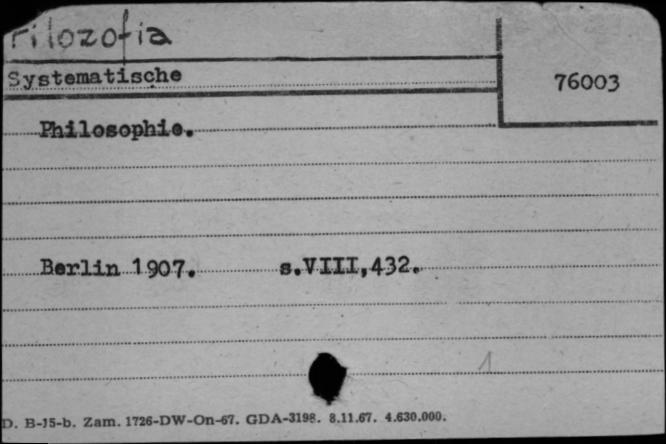 Filozofia
Systematische
76003
Philosophie.
Berlin 1907. s.VIII,432.
1
D. B-15-b. Zam. 1726-DW-On-67. GDA-3198. 8.11.67. 4.630.000.